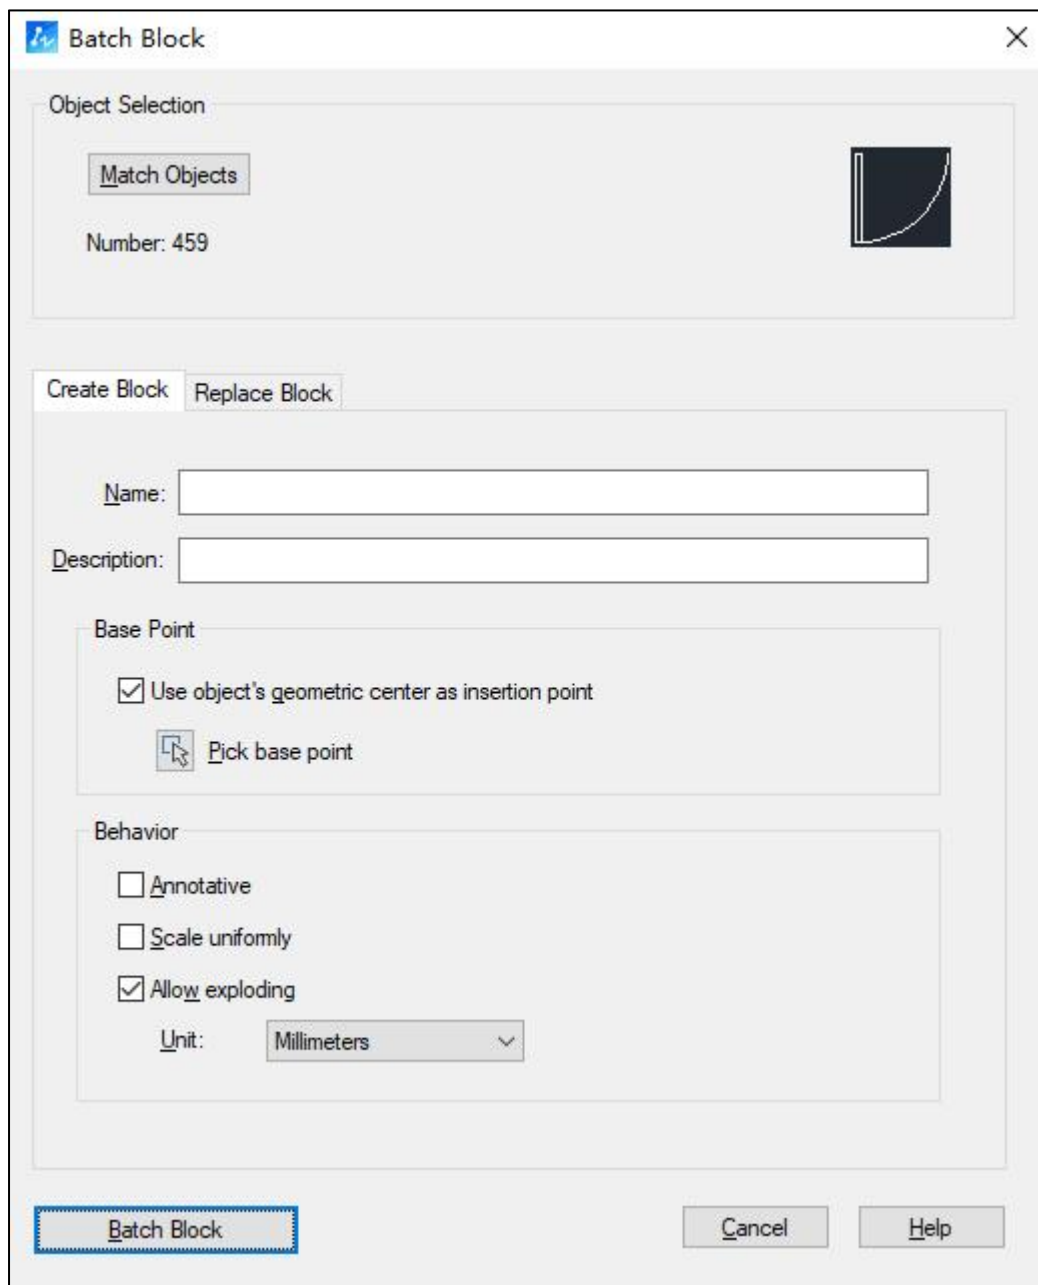 Batch Block
Object Selection
Match Objects
Number: 459
Create Block
Replace Block
Name:
Description:
Base Point
Use object's geometric center as insertion point
Pick base point
Behavior
Annotative
Scale uniformly
Allow exploding
Unit: Millimeters
Batch Block
Cancel
Help